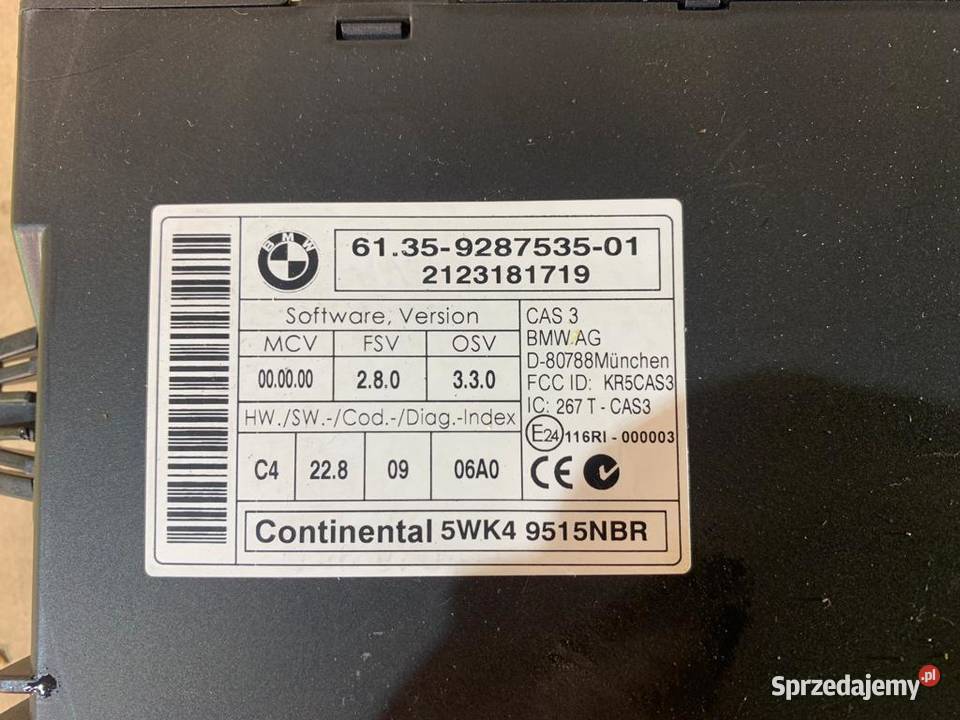 BMW
61.35-9287535-01
2123181719
Software, Version
MCV FSV OSV
00.00.00 2.8.0 3.3.0
HW./SW.-/Cod.-/Diag.-Index
C4 22.8 09 06A0
CAS 3
BMW AG
D-80788München
FCC ID: KR5CAS3
IC: 267 T - CAS3
E24 116RI - 000003
CE
Continental 5WK4 9515NBR
Sprzedajemy.pl